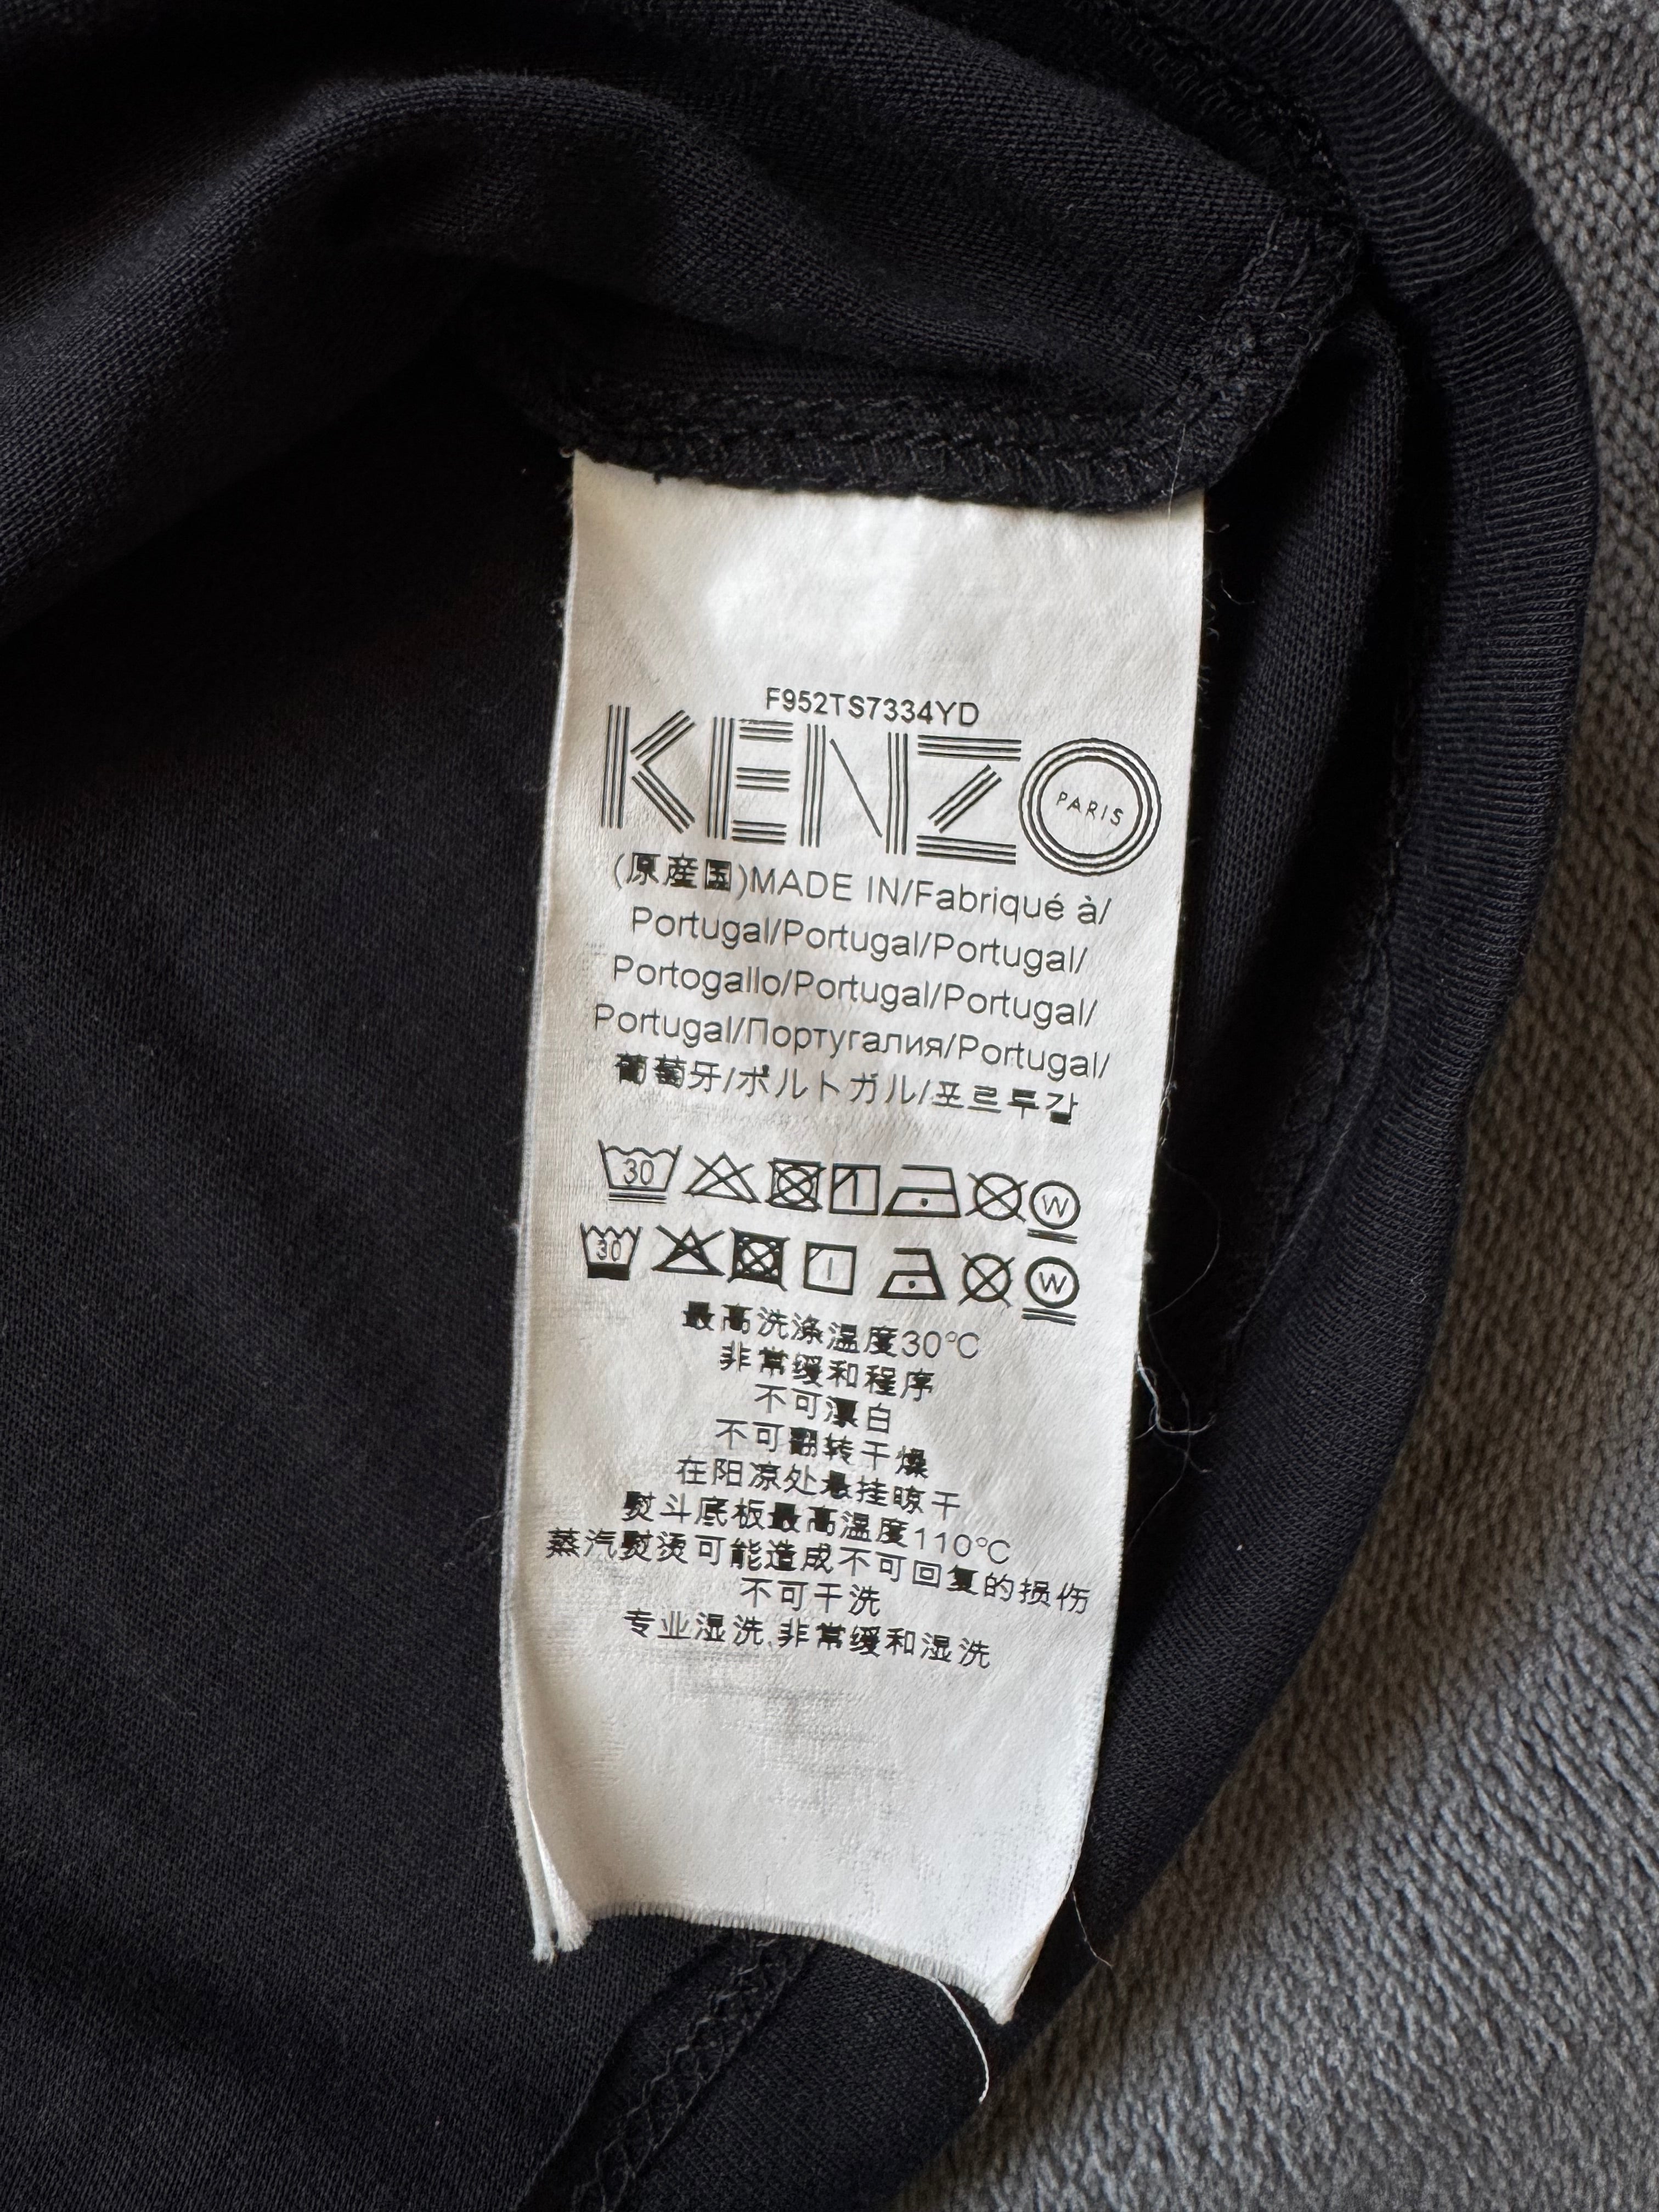 F952TS7334YD
KENZO PARIS
(原産国)MADE IN/Fabriqué à/
Portugal/Portugal/Portugal/
Portogallo/Portugal/Portugal/
Portugal/Португалия/Portugal/
葡萄牙/ポルトガル/포르투갈
30 W
30 W
最高洗涤温度30°C
非常缓和程序
不可漂白
不可翻转干燥
在阳凉处悬挂晾干
熨斗底板最高温度110°C
蒸汽熨烫可能造成不可回复的损伤
不可干洗
专业湿洗,非常缓和湿洗